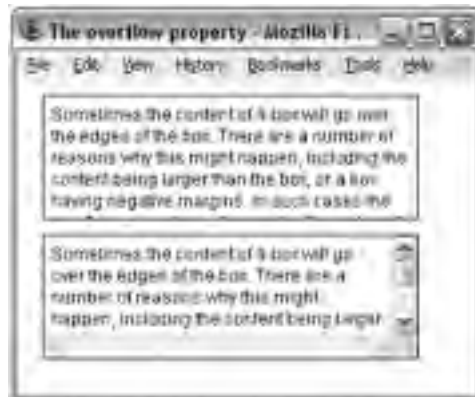 The overflow property - Mozilla Fi...
File Edit View History Bookmarks Tools Help
Sometimes the content of a box will go over
the edges of the box. There are a number of
reasons why this might happen, including the
content being larger than the box, or a box
having negative margins. In such cases the
Sometimes the content of a box will go
over the edges of the box. There are a
number of reasons why this might
happen, including the content being larger